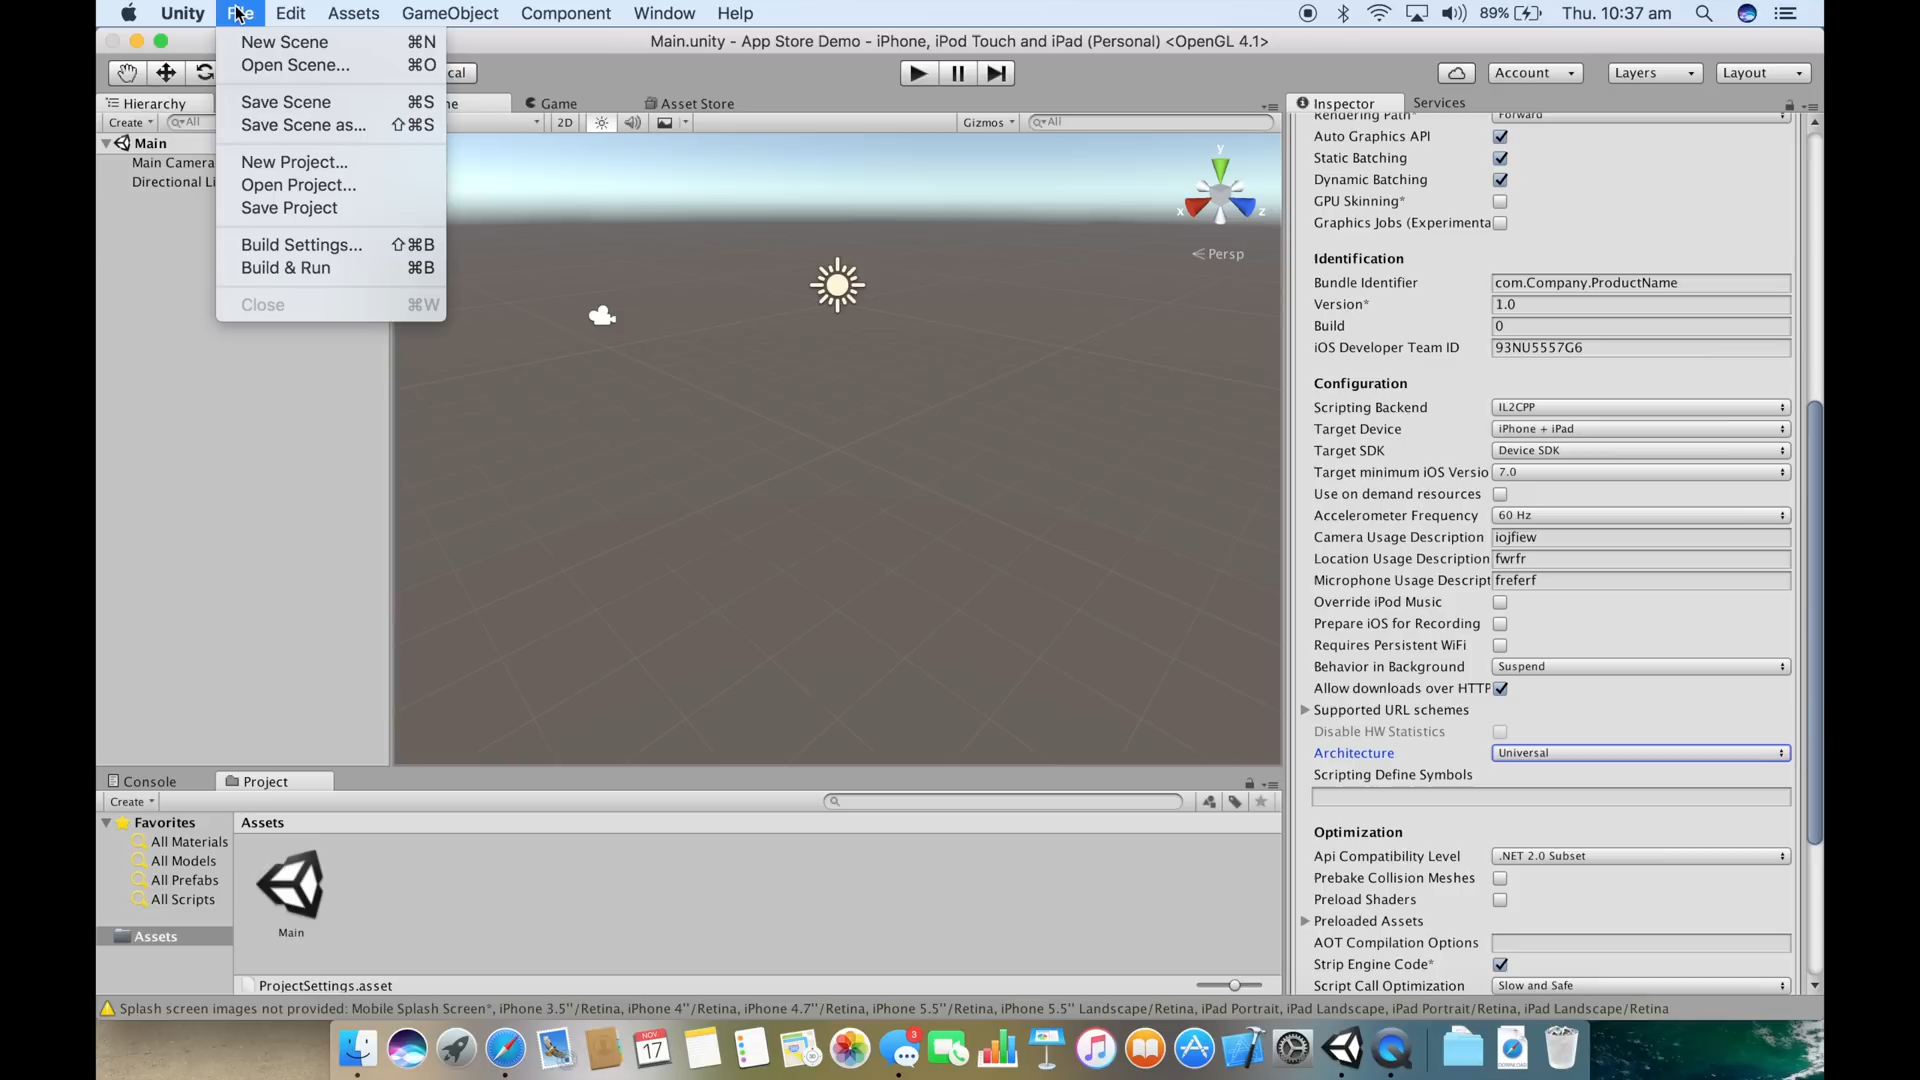 Unity File Edit Assets GameObject Component Window Help 89% Thu. 10:37 am
Main.unity - App Store Demo - iPhone, iPod Touch and iPad (Personal) <OpenGL 4.1>
New Scene ⌘N
Open Scene... ⌘O
Save Scene ⌘S
Save Scene as... ⇧⌘S
New Project...
Open Project...
Save Project
Build Settings... ⇧⌘B
Build & Run ⌘B
Close ⌘W
cal
Account
Layers
Layout
Hierarchy
Create
All
Main
Main Camera
Directional Li
ne
Game
Asset Store
2D
Gizmos
All
y
x
z
Persp
Inspector
Services
Rendering Path* Forward
Auto Graphics API
Static Batching
Dynamic Batching
GPU Skinning*
Graphics Jobs (Experimenta
Identification
Bundle Identifier com.Company.ProductName
Version* 1.0
Build 0
iOS Developer Team ID 93NU5557G6
Configuration
Scripting Backend IL2CPP
Target Device iPhone + iPad
Target SDK Device SDK
Target minimum iOS Versio 7.0
Use on demand resources
Accelerometer Frequency 60 Hz
Camera Usage Description iojfiew
Location Usage Description fwrfr
Microphone Usage Descript freferf
Override iPod Music
Prepare iOS for Recording
Requires Persistent WiFi
Behavior in Background Suspend
Allow downloads over HTTP
Supported URL schemes
Disable HW Statistics
Architecture Universal
Scripting Define Symbols
Optimization
Api Compatibility Level .NET 2.0 Subset
Prebake Collision Meshes
Preload Shaders
Preloaded Assets
AOT Compilation Options
Strip Engine Code*
Script Call Optimization Slow and Safe
Console
Project
Create
Favorites
All Materials
All Models
All Prefabs
All Scripts
Assets
Assets
Main
ProjectSettings.asset
Splash screen images not provided: Mobile Splash Screen*, iPhone 3.5''/Retina, iPhone 4''/Retina, iPhone 4.7''/Retina, iPhone 5.5''/Retina, iPhone 5.5'' Landscape/Retina, iPad Portrait, iPad Landscape, iPad Portrait/Retina, iPad Landscape/Retina
NOV
17
3